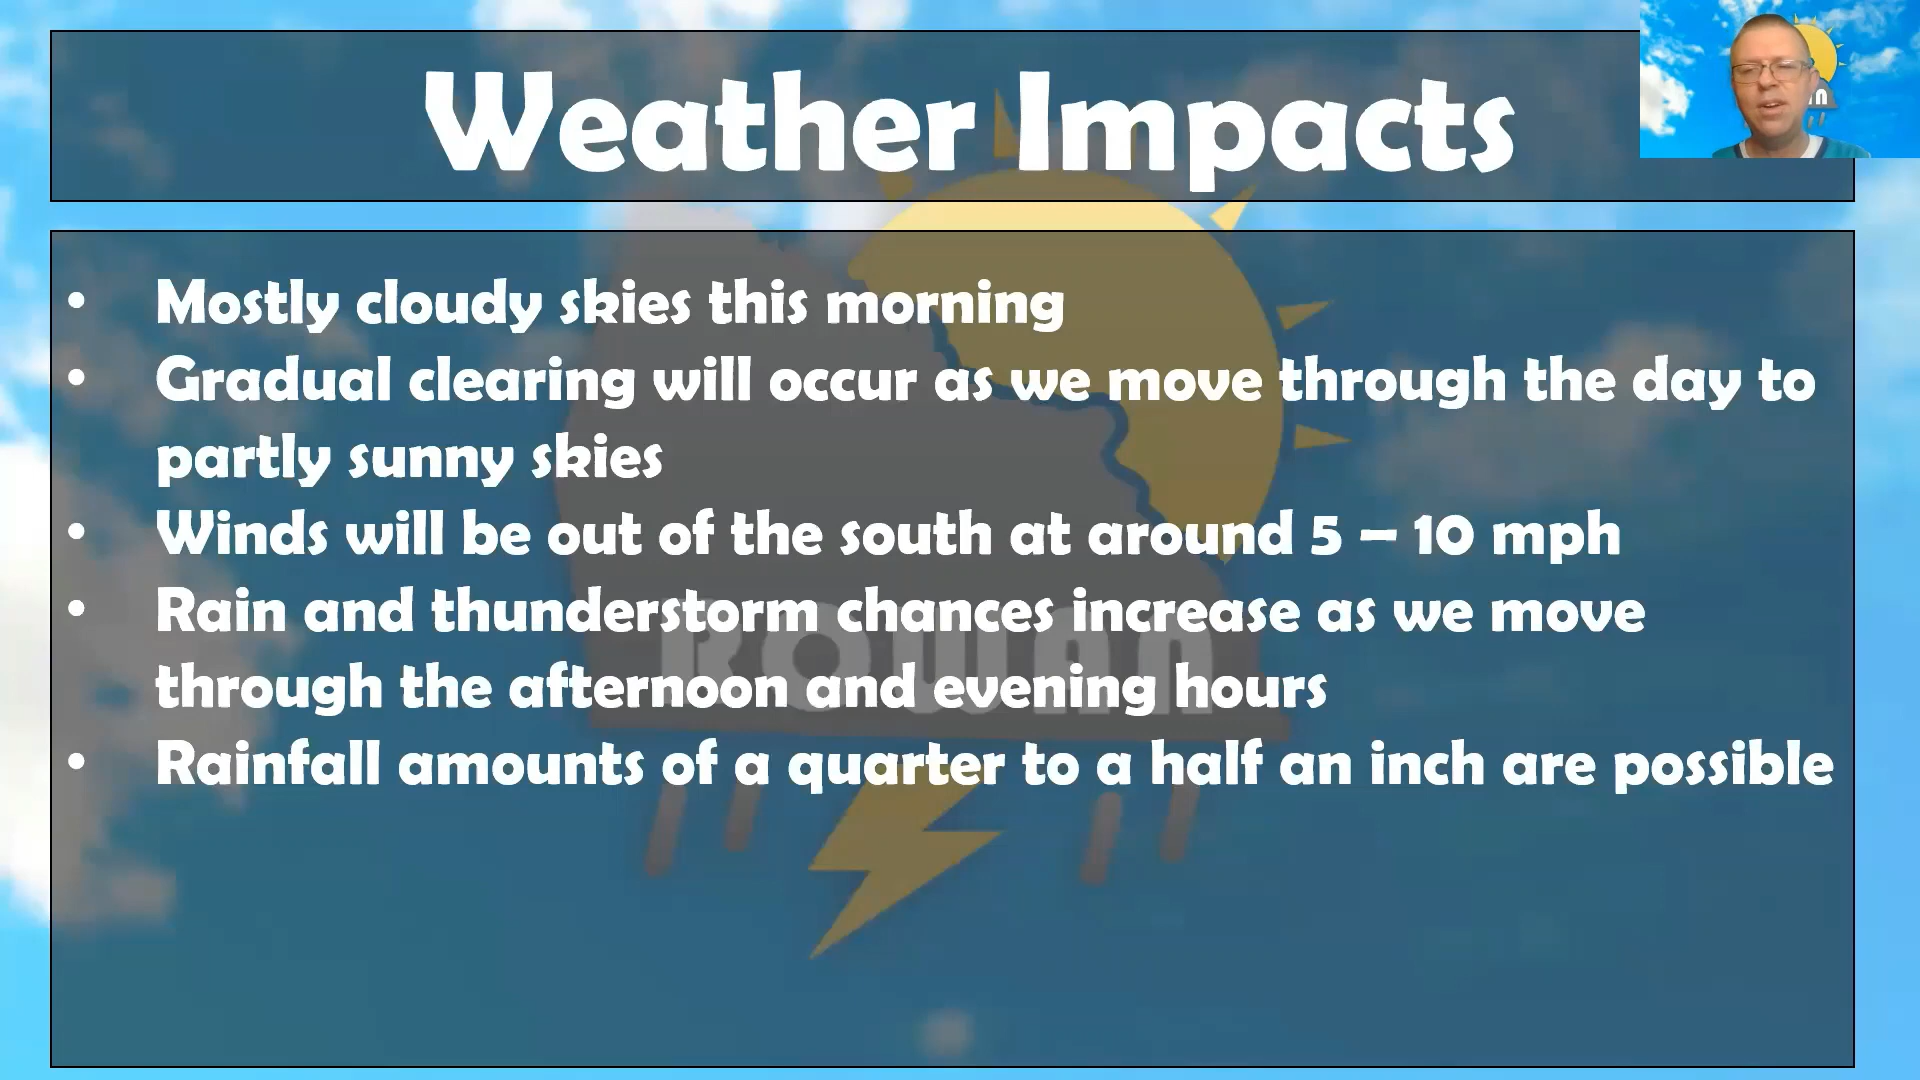 Weather Impacts
• Mostly cloudy skies this morning
• Gradual clearing will occur as we move through the day to
partly sunny skies
• Winds will be out of the south at around 5 – 10 mph
• Rain and thunderstorm chances increase as we move
through the afternoon and evening hours
ROWAN
• Rainfall amounts of a quarter to a half an inch are possible